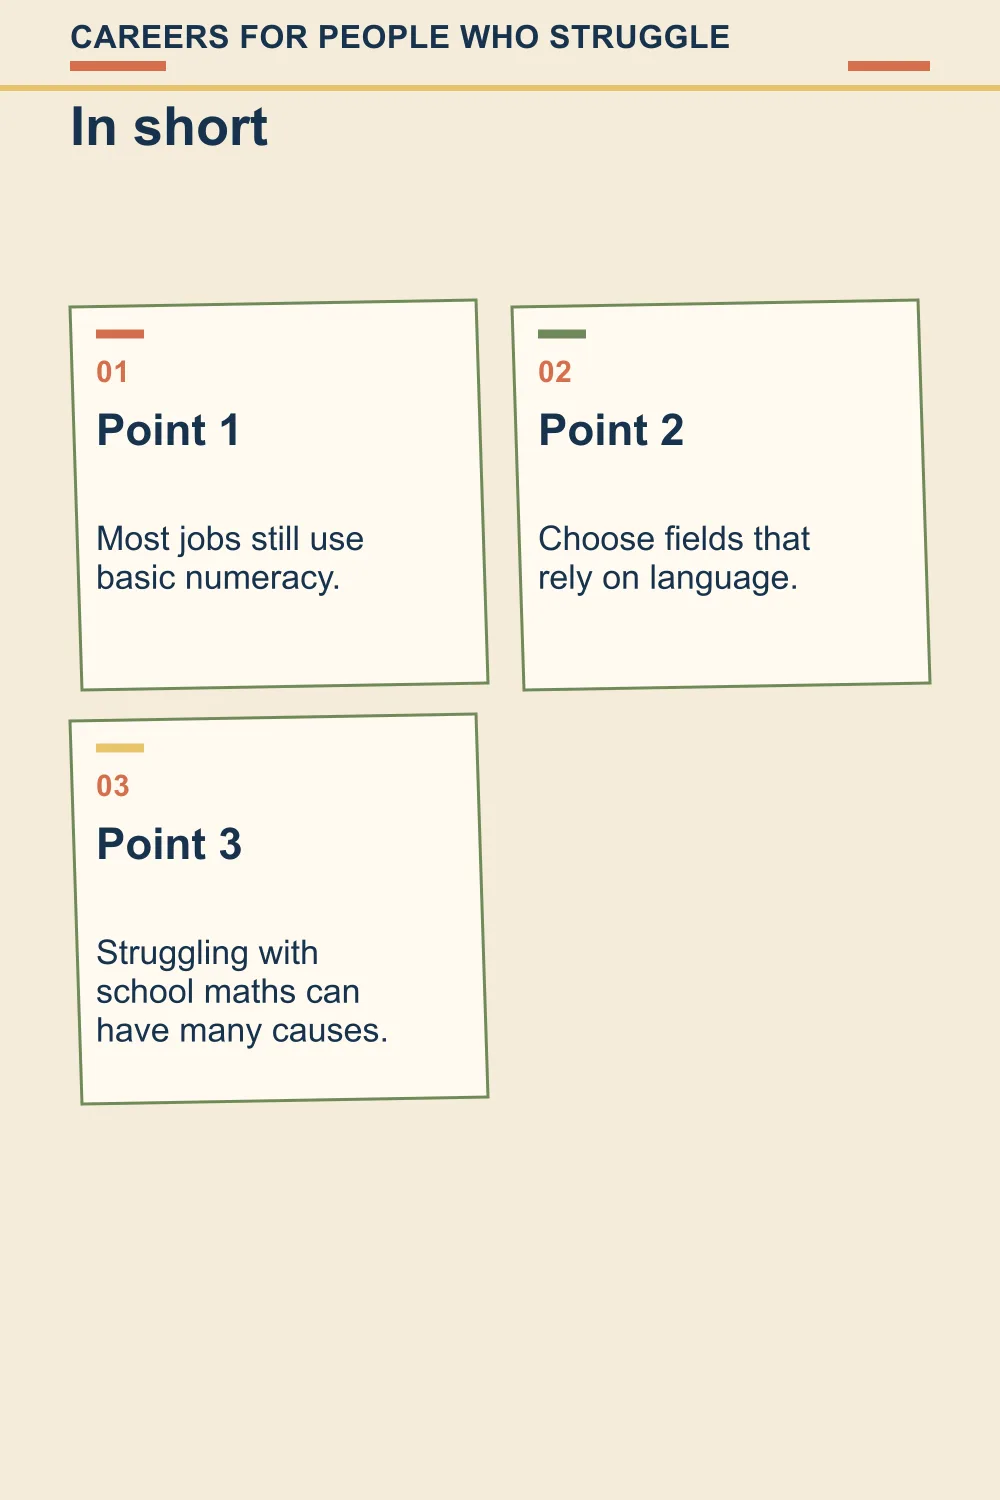 CAREERS FOR PEOPLE WHO STRUGGLE
In short
01
Point 1
Most jobs still use
basic numeracy.
02
Point 2
Choose fields that
rely on language.
03
Point 3
Struggling with
school maths can
have many causes.